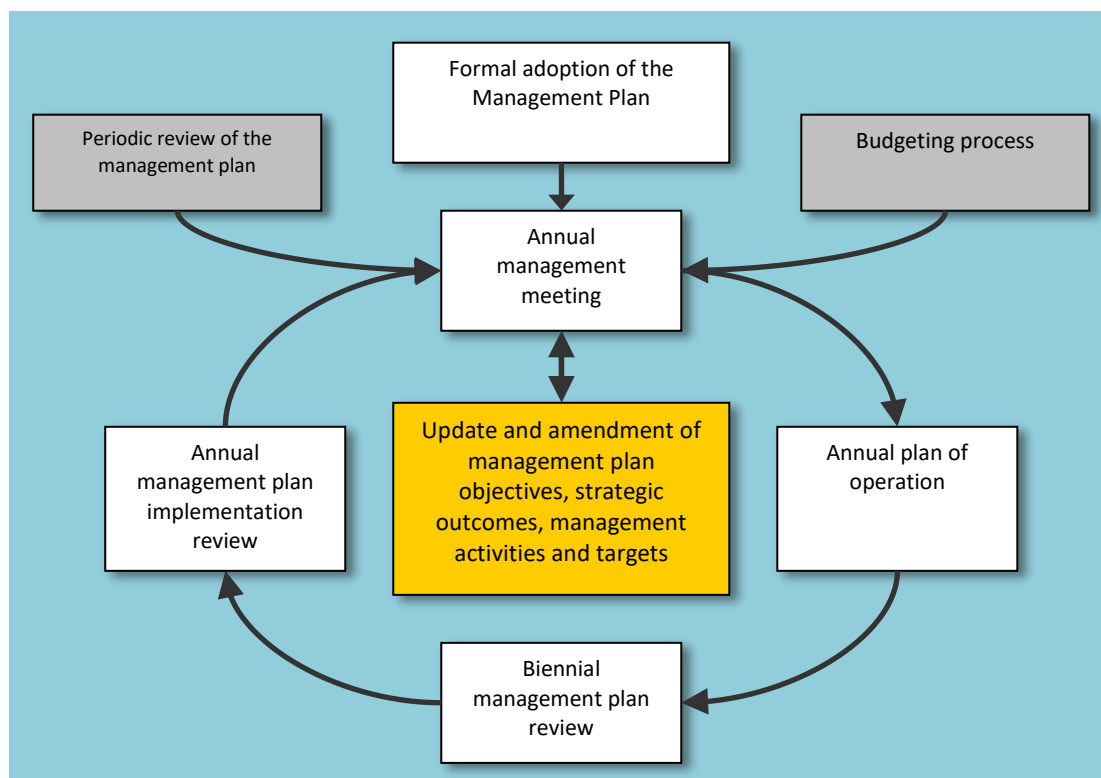 Formal adoption of the
Management Plan
Periodic review of the
management plan
Budgeting process
Annual
management
meeting
Annual
management plan
implementation
review
Update and amendment of
management plan
objectives, strategic
outcomes, management
activities and targets
Annual plan of
operation
Biennial
management plan
review